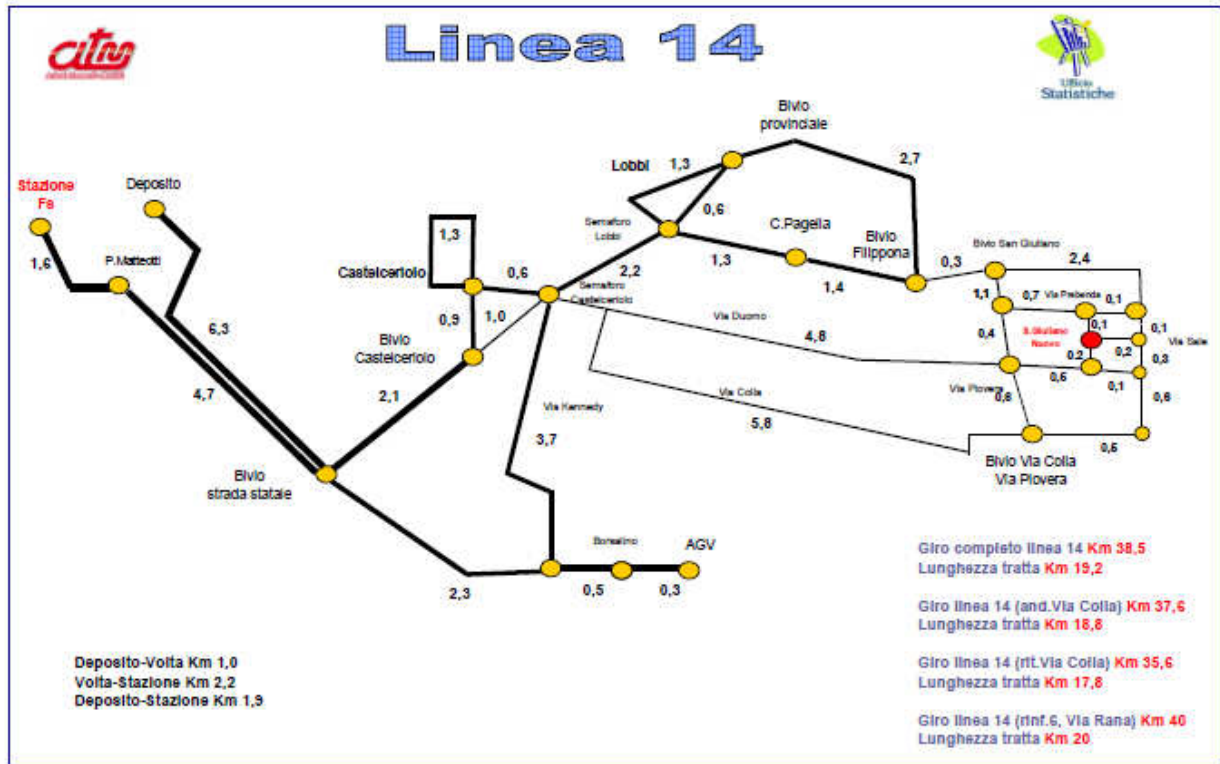 atm
Linea 14
Ufficio
Statistiche
Bivio
provinciale
Lobbi
1,3
2,7
Stazione
Fs
Deposito
0,6
C.Pagella
Semaforo
Lobbi
Bivio
Filippona
Bivio San Giuliano
1,3
1,6
P.Matteotti
Castelceriolo
0,6
2,2
1,3
1,4
0,3
2,4
Semaforo
Castelceriolo
1,1
0,7
Via Prebenda
0,1
0,9
1,0
Via Duomo
4,8
0,4
S.Giuliano
Nuovo
0,1
0,1
0,2
Via Sale
6,3
Bivio
Castelceriolo
0,2
0,3
4,7
2,1
Via Kennedy
Via Colla
5,8
Via Piovera
0,8
0,5
0,1
0,6
3,7
0,5
Bivio
strada statale
Bivio Via Colla
Via Piovera
Borsalino
AGV
2,3
0,5
0,3
Giro completo linea 14 Km 38,5
Lunghezza tratta Km 19,2
Giro linea 14 (and.Via Colla) Km 37,6
Lunghezza tratta Km 18,8
Giro linea 14 (rit.Via Colla) Km 35,6
Lunghezza tratta Km 17,8
Giro linea 14 (rinf.6, Via Rana) Km 40
Lunghezza tratta Km 20
Deposito-Volta Km 1,0
Volta-Stazione Km 2,2
Deposito-Stazione Km 1,9